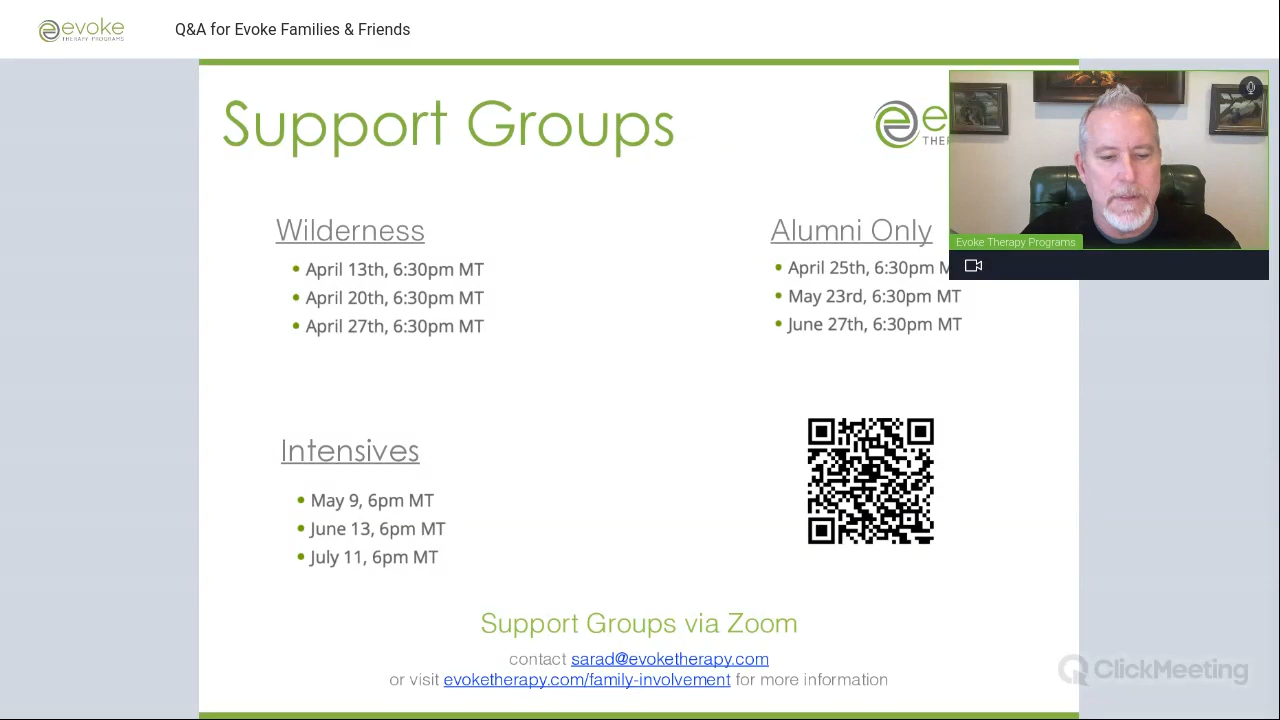 evoke
THERAPY PROGRAMS
Q&A for Evoke Families & Friends
Support Groups
e
THER
Evoke Therapy Programs
Wilderness
• April 13th, 6:30pm MT
• April 20th, 6:30pm MT
• April 27th, 6:30pm MT
Alumni Only
• April 25th, 6:30pm M
• May 23rd, 6:30pm MT
• June 27th, 6:30pm MT
Intensives
• May 9, 6pm MT
• June 13, 6pm MT
• July 11, 6pm MT
Support Groups via Zoom
contact sarad@evoketherapy.com
or visit evoketherapy.com/family-involvement for more information
ClickMeeting